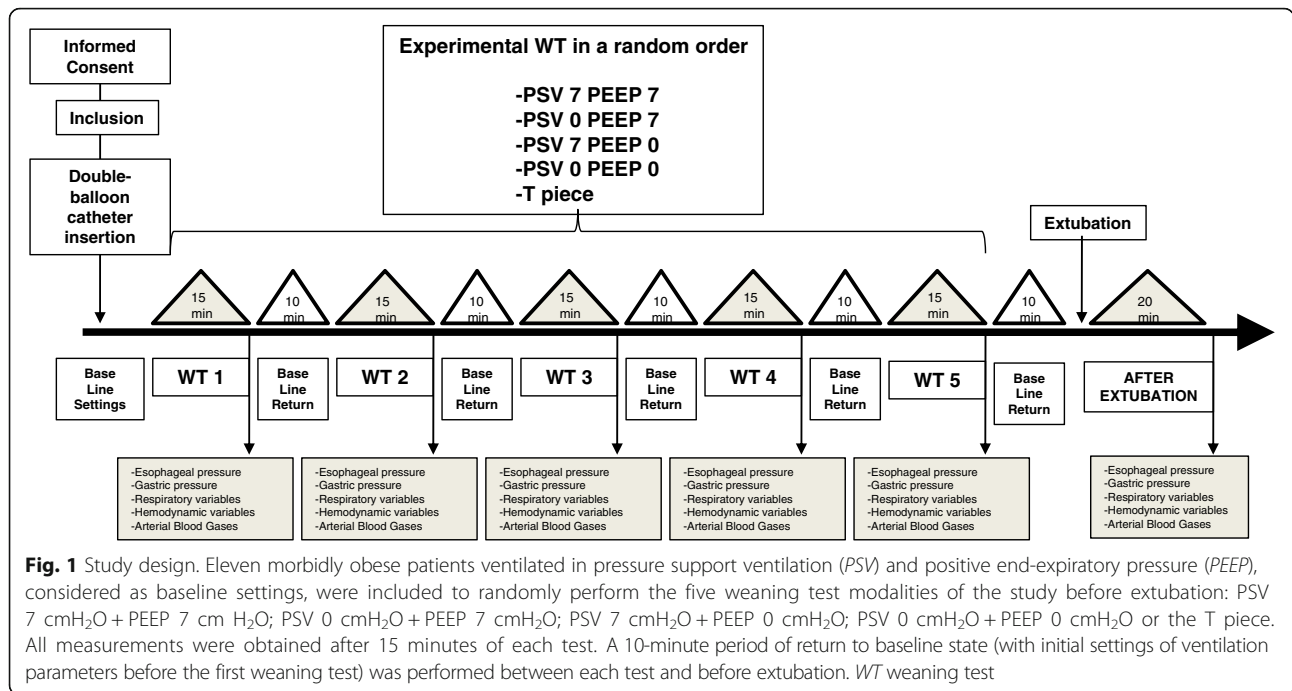 Informed
Consent
Inclusion
Double-
balloon
catheter
insertion
Experimental WT in a random order
-PSV 7 PEEP 7
-PSV 0 PEEP 7
-PSV 7 PEEP 0
-PSV 0 PEEP 0
-T piece
Extubation
15
min
10
min
15
min
10
min
15
min
10
min
15
min
10
min
15
min
10
min
20
min
Base
Line
Settings
WT 1
Base
Line
Return
WT 2
Base
Line
Return
WT 3
Base
Line
Return
WT 4
Base
Line
Return
WT 5
Base
Line
Return
AFTER
EXTUBATION
-Esophageal pressure
-Gastric pressure
-Respiratory variables
-Hemodynamic variables
-Arterial Blood Gases
-Esophageal pressure
-Gastric pressure
-Respiratory variables
-Hemodynamic variables
-Arterial Blood Gases
-Esophageal pressure
-Gastric pressure
-Respiratory variables
-Hemodynamic variables
-Arterial Blood Gases
-Esophageal pressure
-Gastric pressure
-Respiratory variables
-Hemodynamic variables
-Arterial Blood Gases
-Esophageal pressure
-Gastric pressure
-Respiratory variables
-Hemodynamic variables
-Arterial Blood Gases
-Esophageal pressure
-Gastric pressure
-Respiratory variables
-Hemodynamic variables
-Arterial Blood Gases
Fig. 1 Study design. Eleven morbidly obese patients ventilated in pressure support ventilation (PSV) and positive end-expiratory pressure (PEEP),
considered as baseline settings, were included to randomly perform the five weaning test modalities of the study before extubation: PSV
7 cmH₂O + PEEP 7 cm H₂O; PSV 0 cmH₂O + PEEP 7 cmH₂O; PSV 7 cmH₂O + PEEP 0 cmH₂O; PSV 0 cmH₂O + PEEP 0 cmH₂O or the T piece.
All measurements were obtained after 15 minutes of each test. A 10-minute period of return to baseline state (with initial settings of ventilation
parameters before the first weaning test) was performed between each test and before extubation. WT weaning test